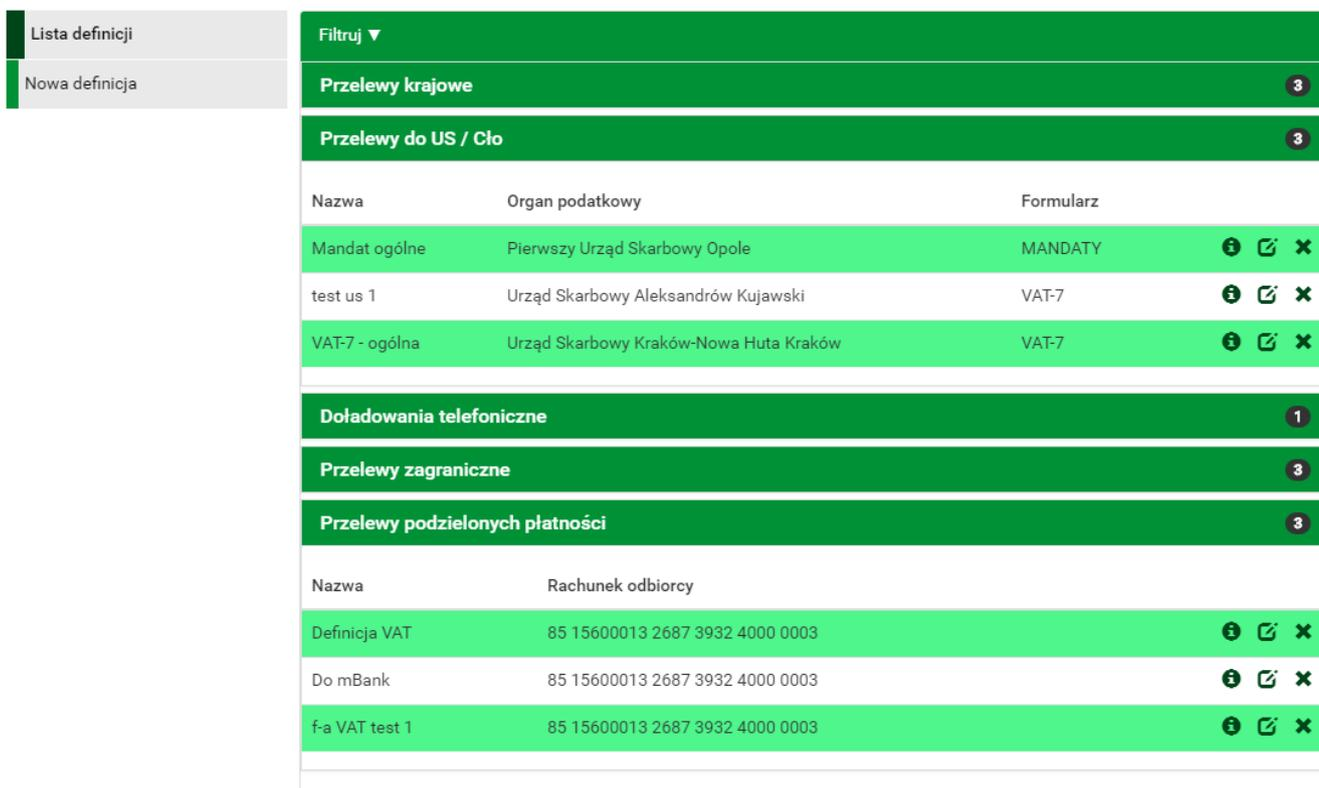 Lista definicji
Nowa definicja
Filtruj ▼
Przelewy krajowe 3
Przelewy do US / Cło 3
Nazwa Organ podatkowy Formularz
Mandat ogólne Pierwszy Urząd Skarbowy Opole MANDATY
test us 1 Urząd Skarbowy Aleksandrów Kujawski VAT-7
VAT-7 - ogólna Urząd Skarbowy Kraków-Nowa Huta Kraków VAT-7
Doładowania telefoniczne 1
Przelewy zagraniczne 3
Przelewy podzielonych płatności 3
Nazwa Rachunek odbiorcy
Definicja VAT 85 15600013 2687 3932 4000 0003
Do mBank 85 15600013 2687 3932 4000 0003
f-a VAT test 1 85 15600013 2687 3932 4000 0003